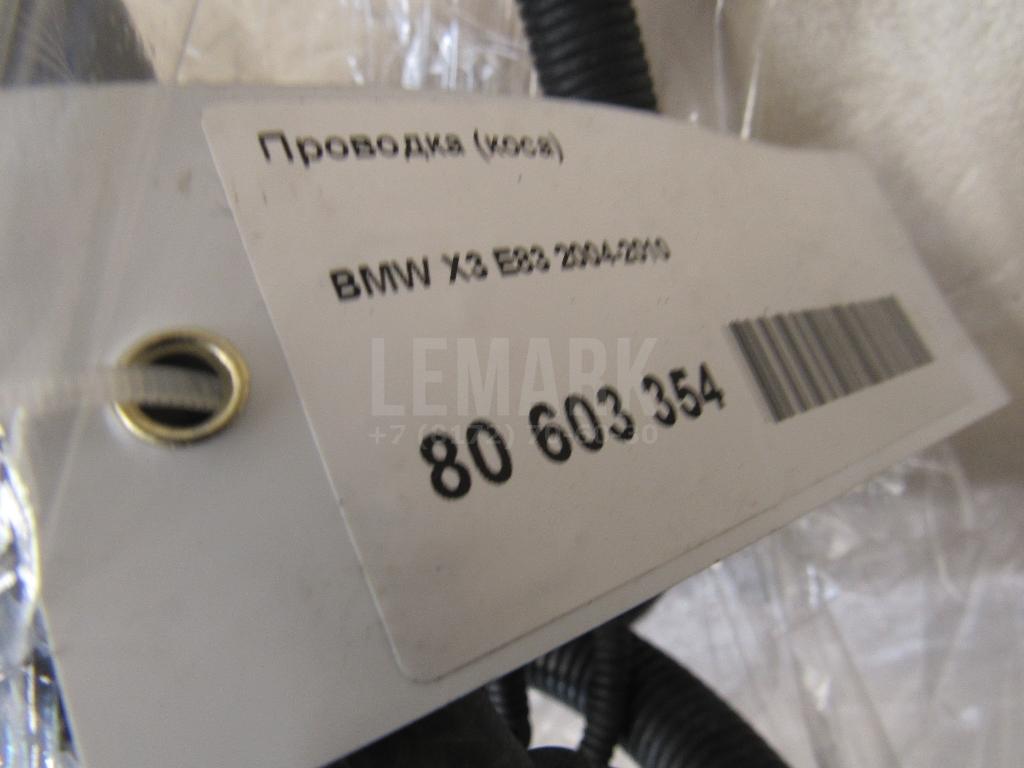 Проводка (коса)
BMW X3 E83 2004-2010
LEMARK
80 603 354